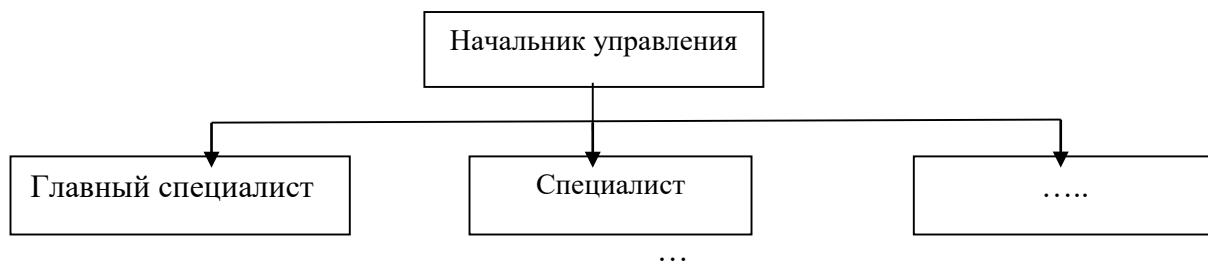 Начальник управления
Главный специалист
Специалист
…..
…